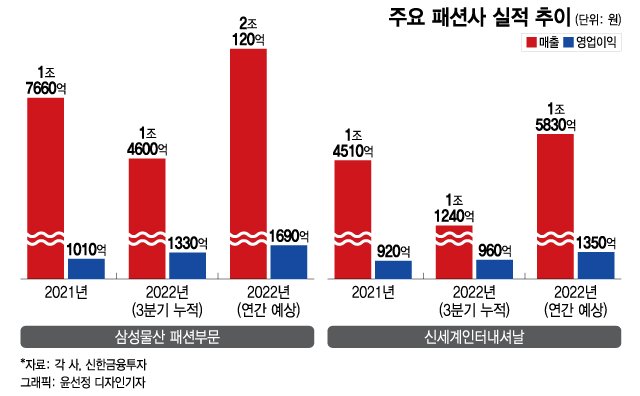 주요 패션사 실적 추이 (단위: 원)
매출 영업이익
1조
7660억
1010억
1조
4600억
1330억
2조
120억
1690억
1조
4510억
920억
1조
1240억
960억
1조
5830억
1350억
2021년
2022년
(3분기 누적)
2022년
(연간 예상)
2021년
2022년
(3분기 누적)
2022년
(연간 예상)
삼성물산 패션부문
신세계인터내셔날
*자료: 각 사, 신한금융투자
그래픽: 윤선정 디자인기자